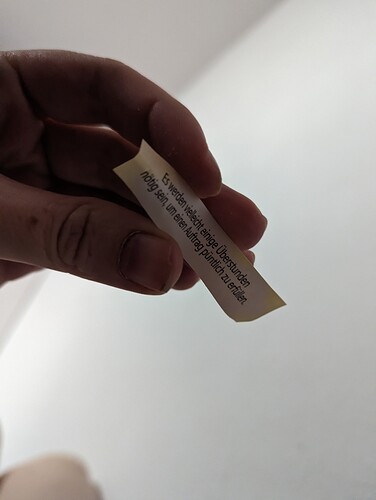 Es werden vielleicht einige Überstunden
nötig sein, um einen Auftrag pünktlich zu erfüllen.